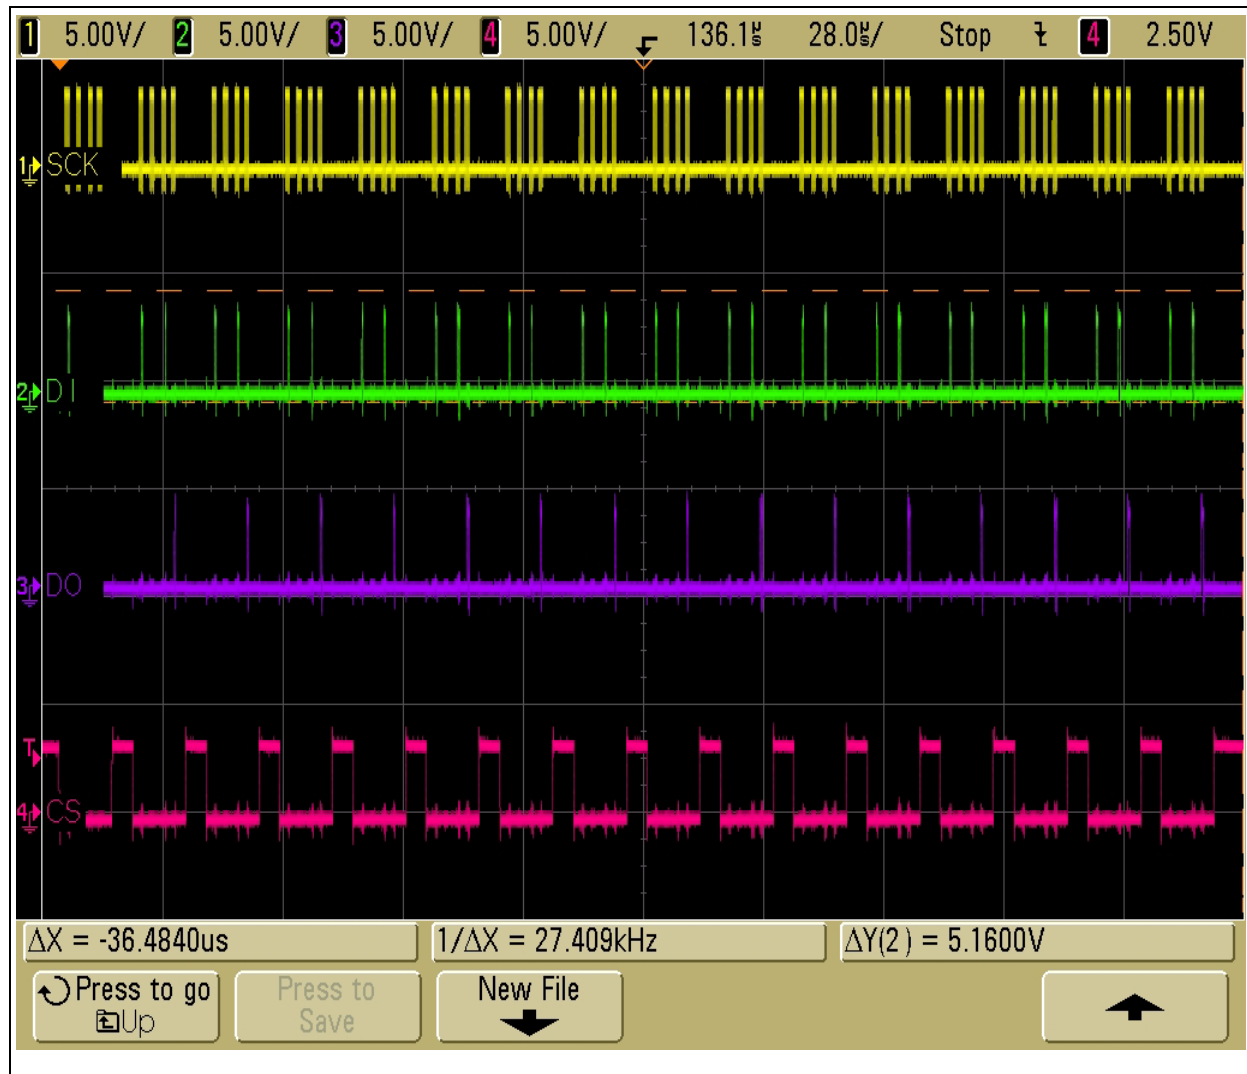 1 5.00V/ 2 5.00V/ 3 5.00V/ 4 5.00V/ 136.1µs 28.0µs/ Stop 4 2.50V
1 SCK
2 DI
3 DO
T
4 CS
ΔX = -36.4840us 1/ΔX = 27.409kHz ΔY(2) = 5.1600V
Press to go Press to New File
Up Save